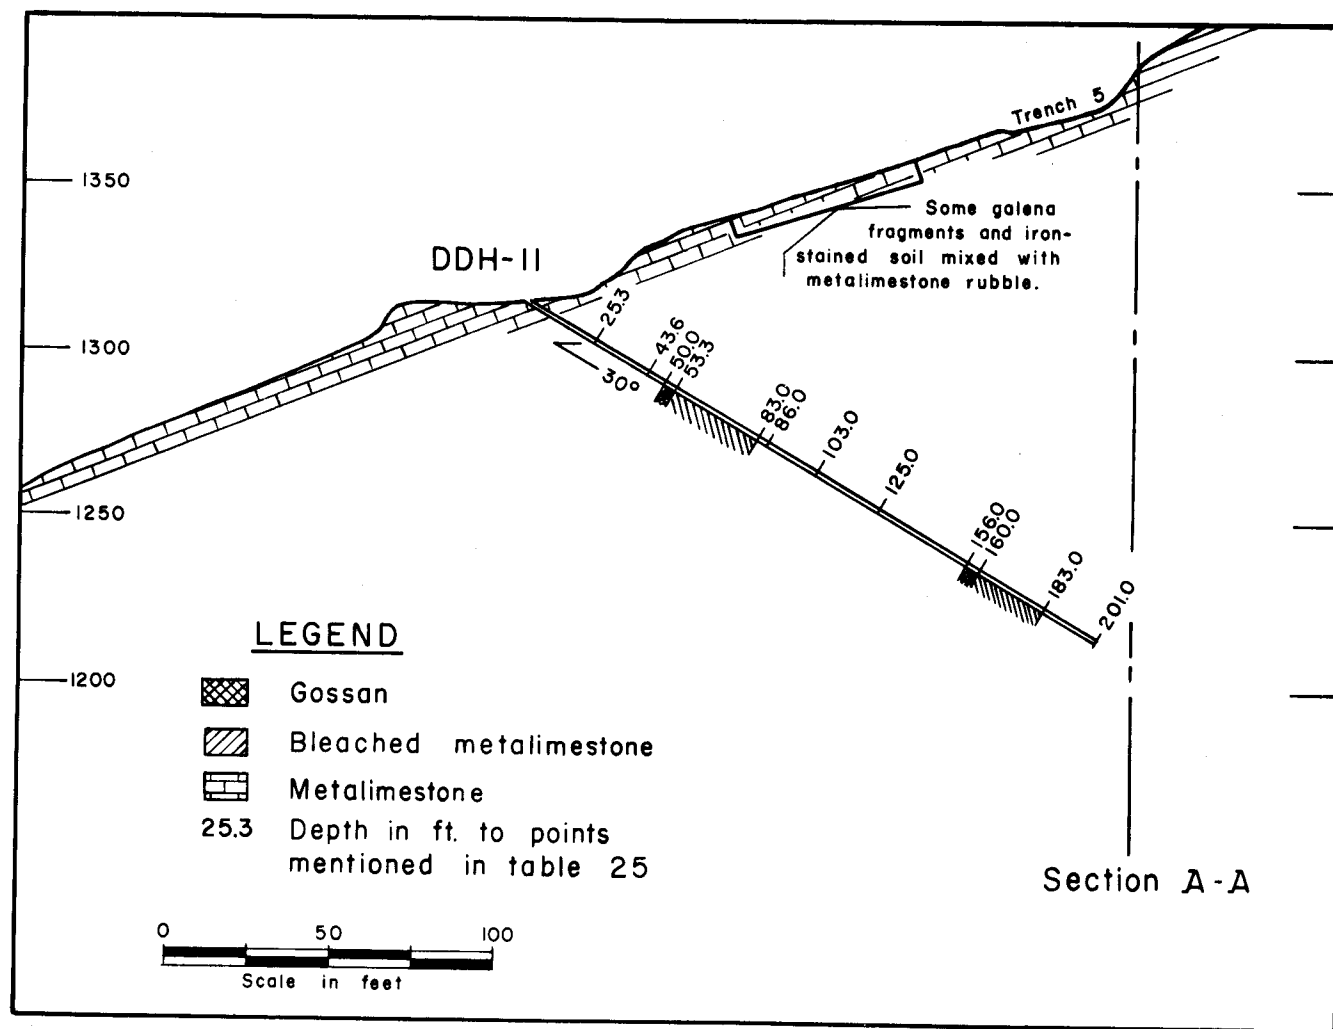 Trench 5
1350
Some galena
fragments and iron-
stained soil mixed with
metalimestone rubble.
DDH-11
25.3
1300
43.6
50.0
53.3
30°
83.0
86.0
103.0
125.0
1250
156.0
160.0
183.0
201.0
1200
LEGEND
Gossan
Bleached metalimestone
Metalimestone
25.3 Depth in ft. to points
mentioned in table 25
Section A-A
0 50 100
Scale in feet